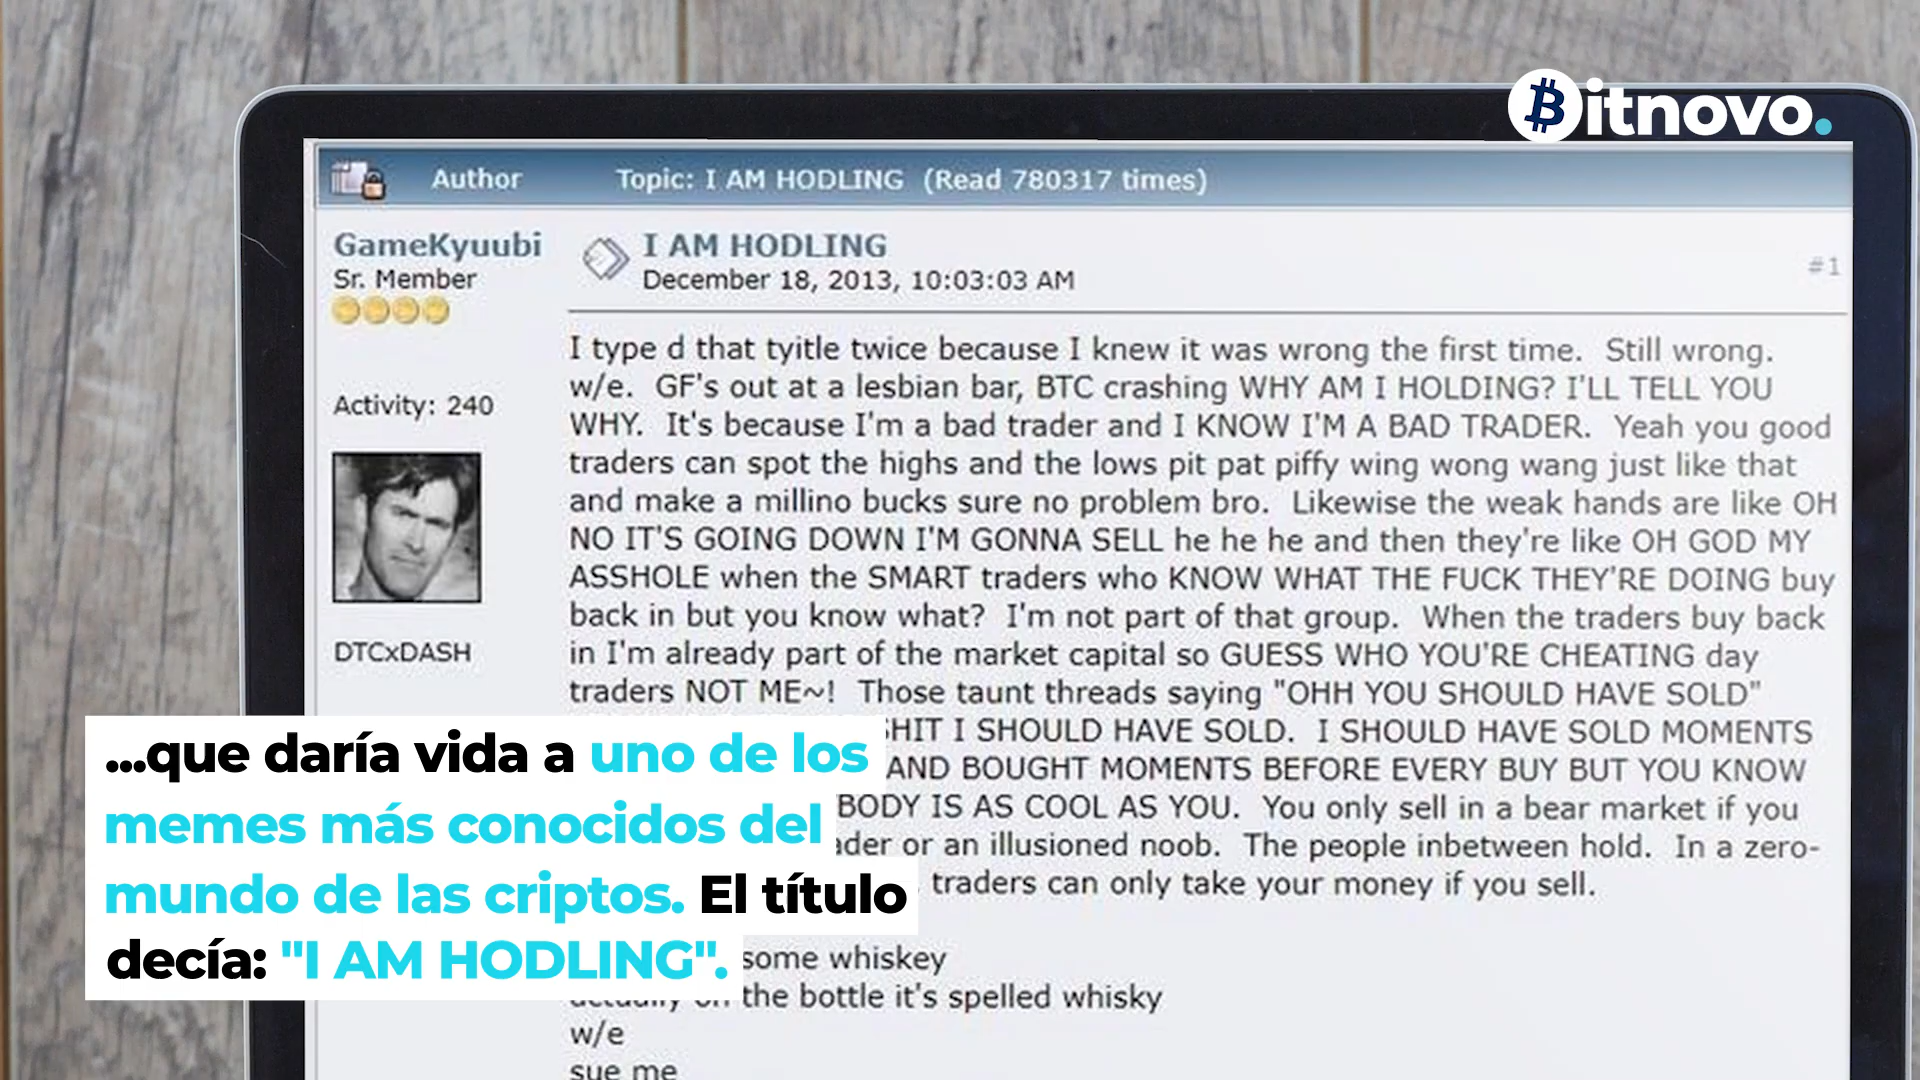 Bitnovo.
Author Topic: I AM HODLING (Read 780317 times)
GameKyuubi
Sr. Member
Activity: 240
DTCxDASH
I AM HODLING
December 18, 2013, 10:03:03 AM
#1
I type d that tyitle twice because I knew it was wrong the first time. Still wrong.
w/e. GF's out at a lesbian bar, BTC crashing WHY AM I HOLDING? I'LL TELL YOU
WHY. It's because I'm a bad trader and I KNOW I'M A BAD TRADER. Yeah you good
traders can spot the highs and the lows pit pat piffy wing wong wang just like that
and make a millino bucks sure no problem bro. Likewise the weak hands are like OH
NO IT'S GOING DOWN I'M GONNA SELL he he he and then they're like OH GOD MY
ASSHOLE when the SMART traders who KNOW WHAT THE FUCK THEY'RE DOING buy
back in but you know what? I'm not part of that group. When the traders buy back
in I'm already part of the market capital so GUESS WHO YOU'RE CHEATING day
traders NOT ME~! Those taunt threads saying "OHH YOU SHOULD HAVE SOLD"
SHIT I SHOULD HAVE SOLD. I SHOULD HAVE SOLD MOMENTS
AND BOUGHT MOMENTS BEFORE EVERY BUY BUT YOU KNOW
BODY IS AS COOL AS YOU. You only sell in a bear market if you
or an illusioned noob. The people inbetween hold. In a zero-
traders can only take your money if you sell.
some whiskey
the bottle it's spelled whisky
w/e
sue me
...que daría vida a uno de los
memes más conocidos del
mundo de las criptos. El título
decía: "I AM HODLING".